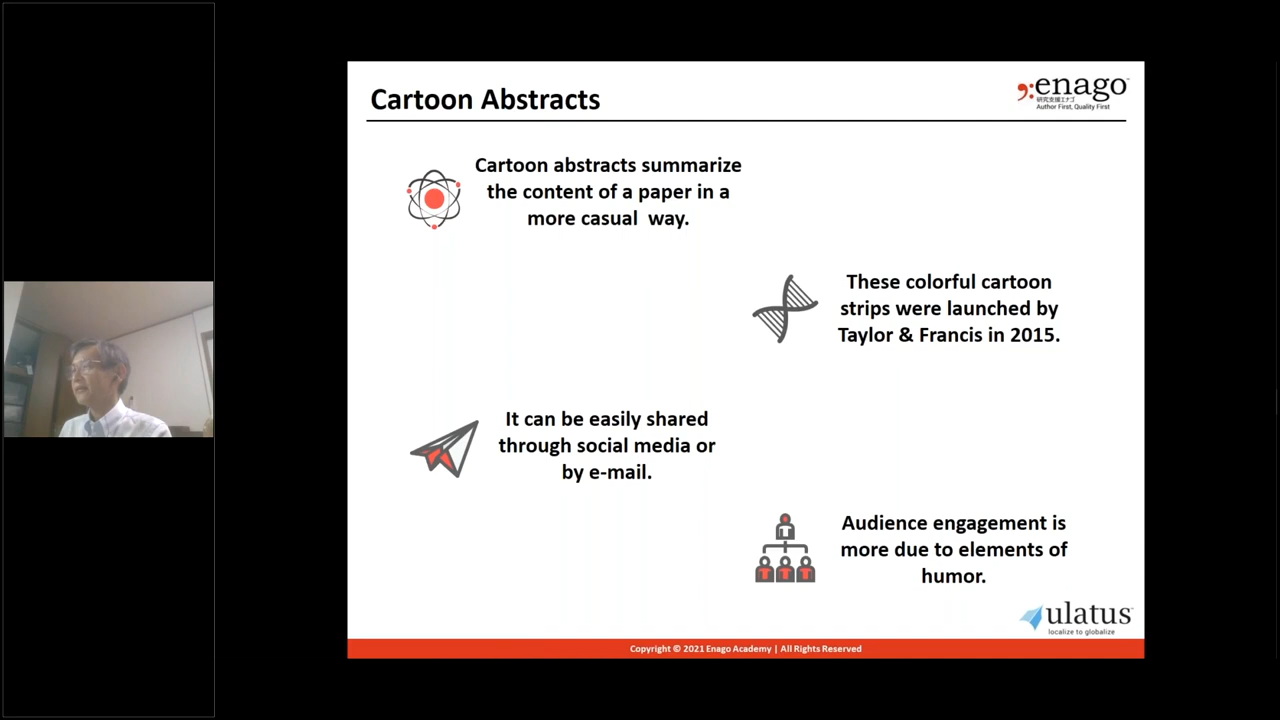 Cartoon Abstracts
enago
研究支援エナゴ
Author First, Quality First
Cartoon abstracts summarize
the content of a paper in a
more casual way.
These colorful cartoon
strips were launched by
Taylor & Francis in 2015.
It can be easily shared
through social media or
by e-mail.
Audience engagement is
more due to elements of
humor.
ulatus
localize to globalize
Copyright © 2021 Enago Academy | All Rights Reserved